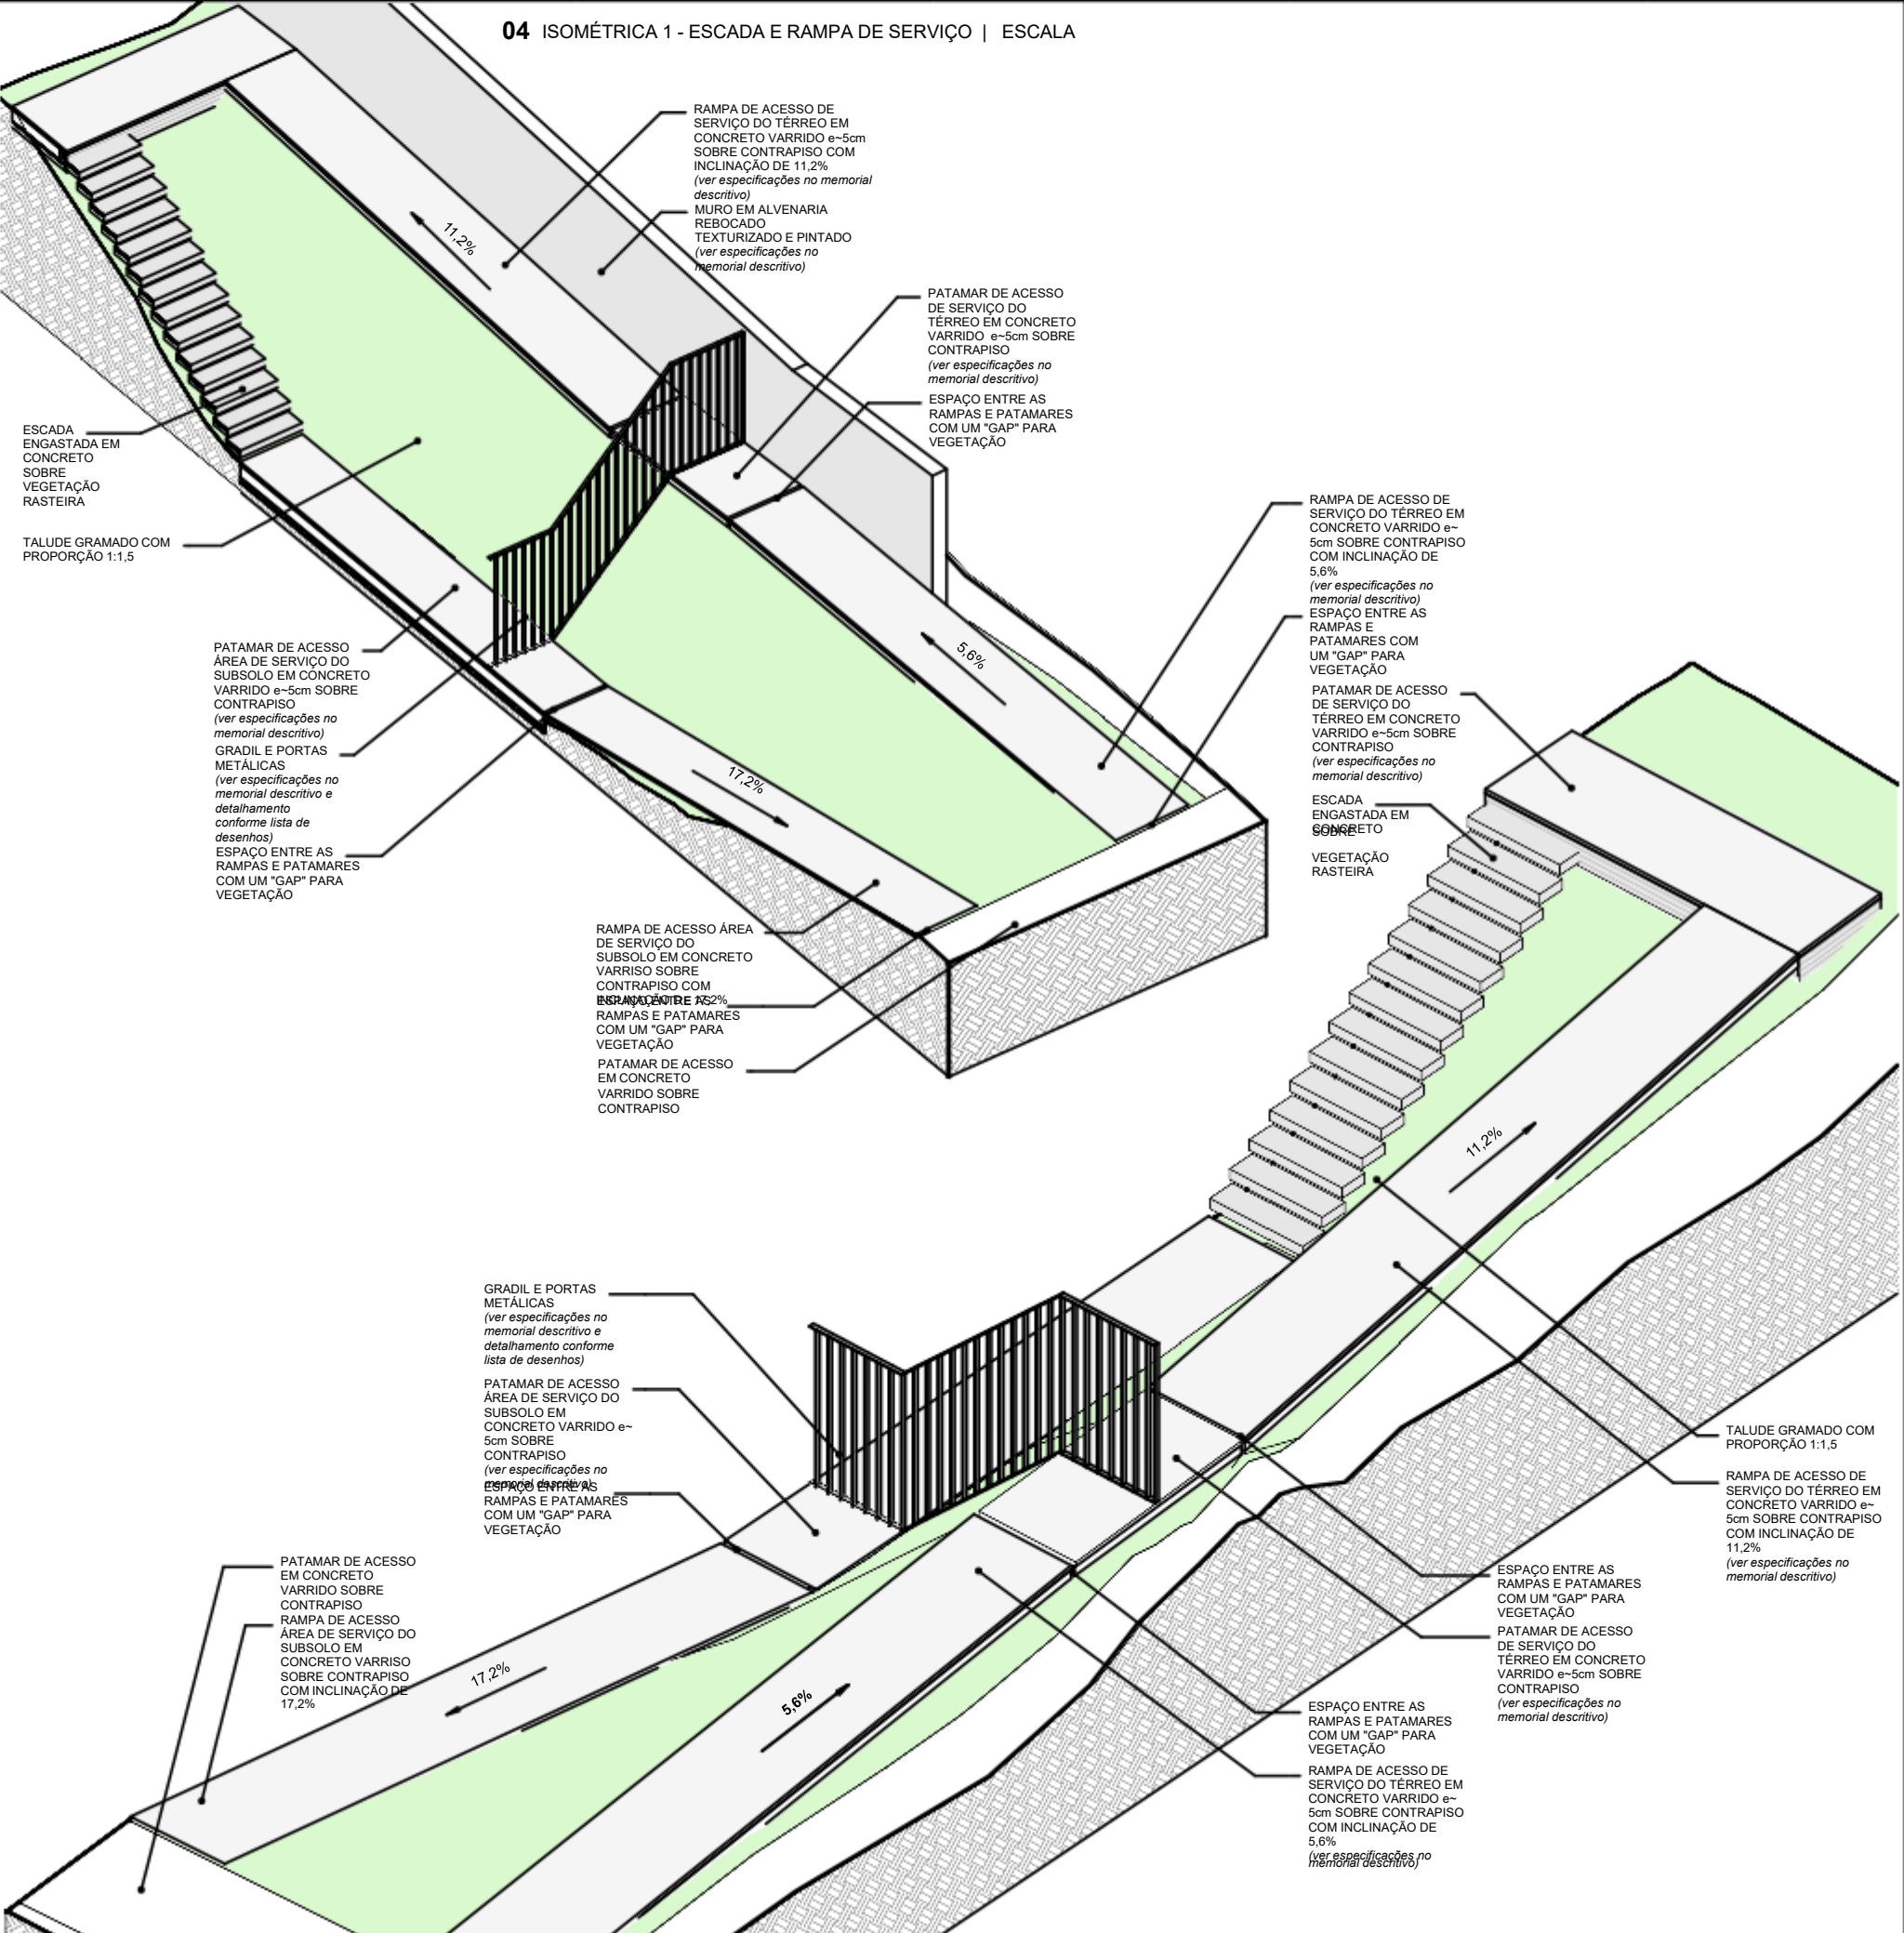 04 ISOMÉTRICA 1 - ESCADA E RAMPA DE SERVIÇO | ESCALA
RAMPA DE ACESSO DE
SERVIÇO DO TÉRREO EM
CONCRETO VARRIDO e~5cm
SOBRE CONTRAPISO COM
INCLINAÇÃO DE 11,2%
(ver especificações no memorial
descritivo)
MURO EM ALVENARIA
REBOCADO
TEXTURIZADO E PINTADO
(ver especificações no
memorial descritivo)
11,2%
PATAMAR DE ACESSO
DE SERVIÇO DO
TÉRREO EM CONCRETO
VARRIDO e~5cm SOBRE
CONTRAPISO
(ver especificações no
memorial descritivo)
ESPAÇO ENTRE AS
RAMPAS E PATAMARES
COM UM "GAP" PARA
VEGETAÇÃO
ESCADA
ENGASTADA EM
CONCRETO
SOBRE
VEGETAÇÃO
RASTEIRA
TALUDE GRAMADO COM
PROPORÇÃO 1:1,5
RAMPA DE ACESSO DE
SERVIÇO DO TÉRREO EM
CONCRETO VARRIDO e~
5cm SOBRE CONTRAPISO
COM INCLINAÇÃO DE
5,6%
(ver especificações no
memorial descritivo)
ESPAÇO ENTRE AS
RAMPAS E
PATAMARES COM
UM "GAP" PARA
VEGETAÇÃO
5,6%
PATAMAR DE ACESSO
ÁREA DE SERVIÇO DO
SUBSOLO EM CONCRETO
VARRIDO e~5cm SOBRE
CONTRAPISO
(ver especificações no
memorial descritivo)
GRADIL E PORTAS
METÁLICAS
(ver especificações no
memorial descritivo e
detalhamento
conforme lista de
desenhos)
ESPAÇO ENTRE AS
RAMPAS E PATAMARES
COM UM "GAP" PARA
VEGETAÇÃO
17,2%
PATAMAR DE ACESSO
DE SERVIÇO DO
TÉRREO EM CONCRETO
VARRIDO e~5cm SOBRE
CONTRAPISO
(ver especificações no
memorial descritivo)
ESCADA
ENGASTADA EM
CONCRETO
SOBRE
VEGETAÇÃO
RASTEIRA
RAMPA DE ACESSO ÁREA
DE SERVIÇO DO
SUBSOLO EM CONCRETO
VARRISO SOBRE
CONTRAPISO COM
INCLINAÇÃO DE 17,2%
ESPAÇO ENTRE AS
RAMPAS E PATAMARES
COM UM "GAP" PARA
VEGETAÇÃO
PATAMAR DE ACESSO
EM CONCRETO
VARRIDO SOBRE
CONTRAPISO
11,2%
GRADIL E PORTAS
METÁLICAS
(ver especificações no
memorial descritivo e
detalhamento conforme
lista de desenhos)
PATAMAR DE ACESSO
ÁREA DE SERVIÇO DO
SUBSOLO EM
CONCRETO VARRIDO e~
5cm SOBRE
CONTRAPISO
(ver especificações no
memorial descritivo)
ESPAÇO ENTRE AS
RAMPAS E PATAMARES
COM UM "GAP" PARA
VEGETAÇÃO
PATAMAR DE ACESSO
EM CONCRETO
VARRIDO SOBRE
CONTRAPISO
RAMPA DE ACESSO
ÁREA DE SERVIÇO DO
SUBSOLO EM
CONCRETO VARRISO
SOBRE CONTRAPISO
COM INCLINAÇÃO DE
17,2%
17,2%
5,6%
TALUDE GRAMADO COM
PROPORÇÃO 1:1,5
RAMPA DE ACESSO DE
SERVIÇO DO TÉRREO EM
CONCRETO VARRIDO e~
5cm SOBRE CONTRAPISO
COM INCLINAÇÃO DE
11,2%
(ver especificações no
memorial descritivo)
ESPAÇO ENTRE AS
RAMPAS E PATAMARES
COM UM "GAP" PARA
VEGETAÇÃO
PATAMAR DE ACESSO
DE SERVIÇO DO
TÉRREO EM CONCRETO
VARRIDO e~5cm SOBRE
CONTRAPISO
(ver especificações no
memorial descritivo)
ESPAÇO ENTRE AS
RAMPAS E PATAMARES
COM UM "GAP" PARA
VEGETAÇÃO
RAMPA DE ACESSO DE
SERVIÇO DO TÉRREO EM
CONCRETO VARRIDO e~
5cm SOBRE CONTRAPISO
COM INCLINAÇÃO DE
5,6%
(ver especificações no
memorial descritivo)